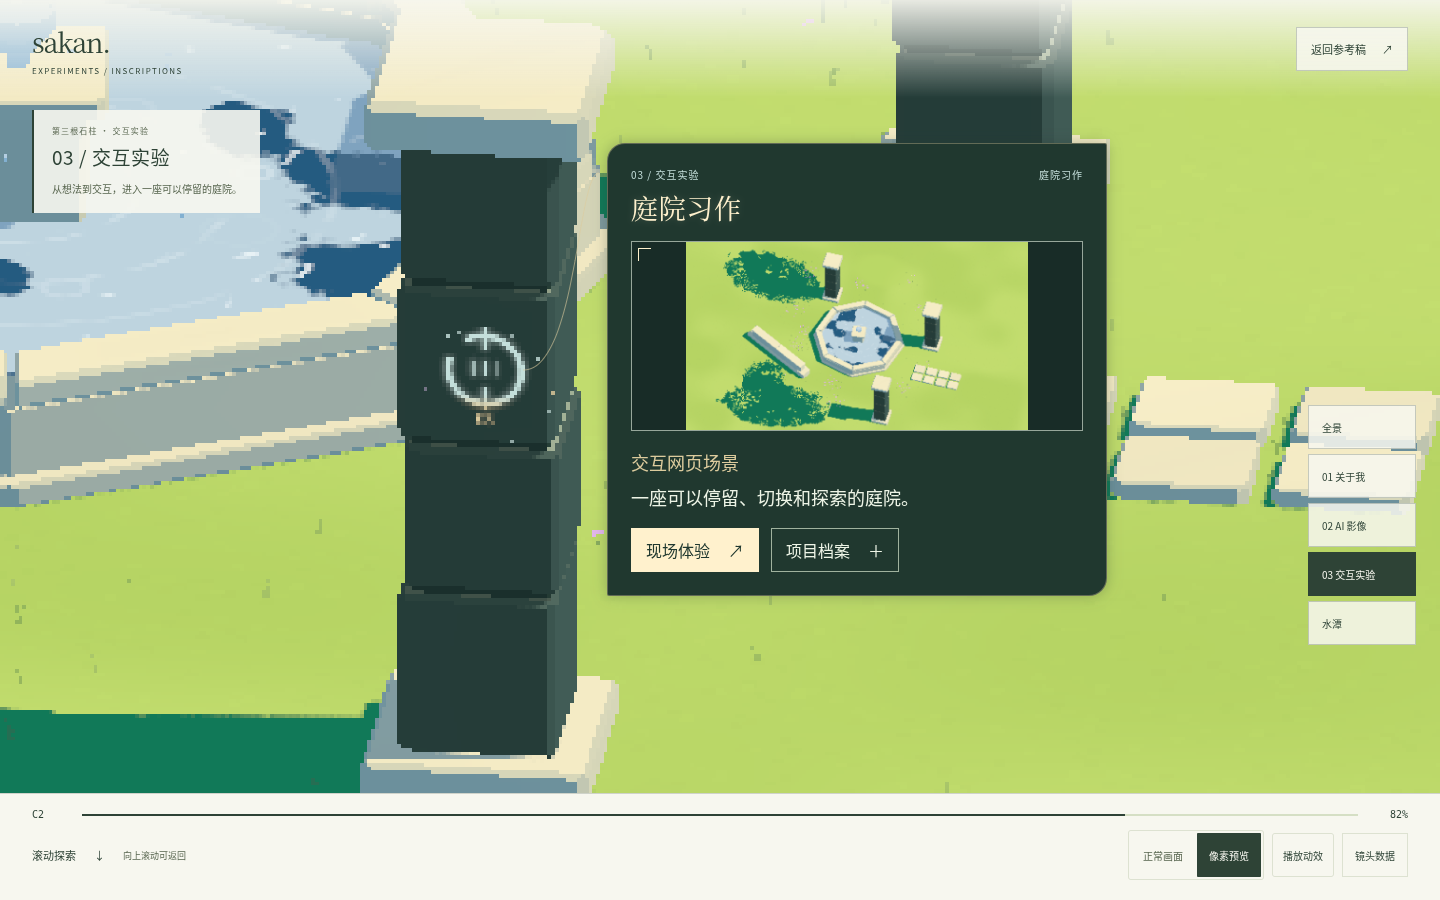 sakan.
EXPERIMENTS / INSCRIPTIONS
返回参考稿 ↗
第三根石柱 · 交互实验
03 / 交互实验
从想法到交互，进入一座可以停留的庭院。
03 / 交互实验
庭院习作
庭院习作
交互网页场景
一座可以停留、切换和探索的庭院。
现场体验 ↗
项目档案 +
全景
01 关于我
02 AI 影像
03 交互实验
水潭
C2
82%
滚动探索 ↓ 向上滚动可返回
正常画面
像素预览
播放动效
镜头数据